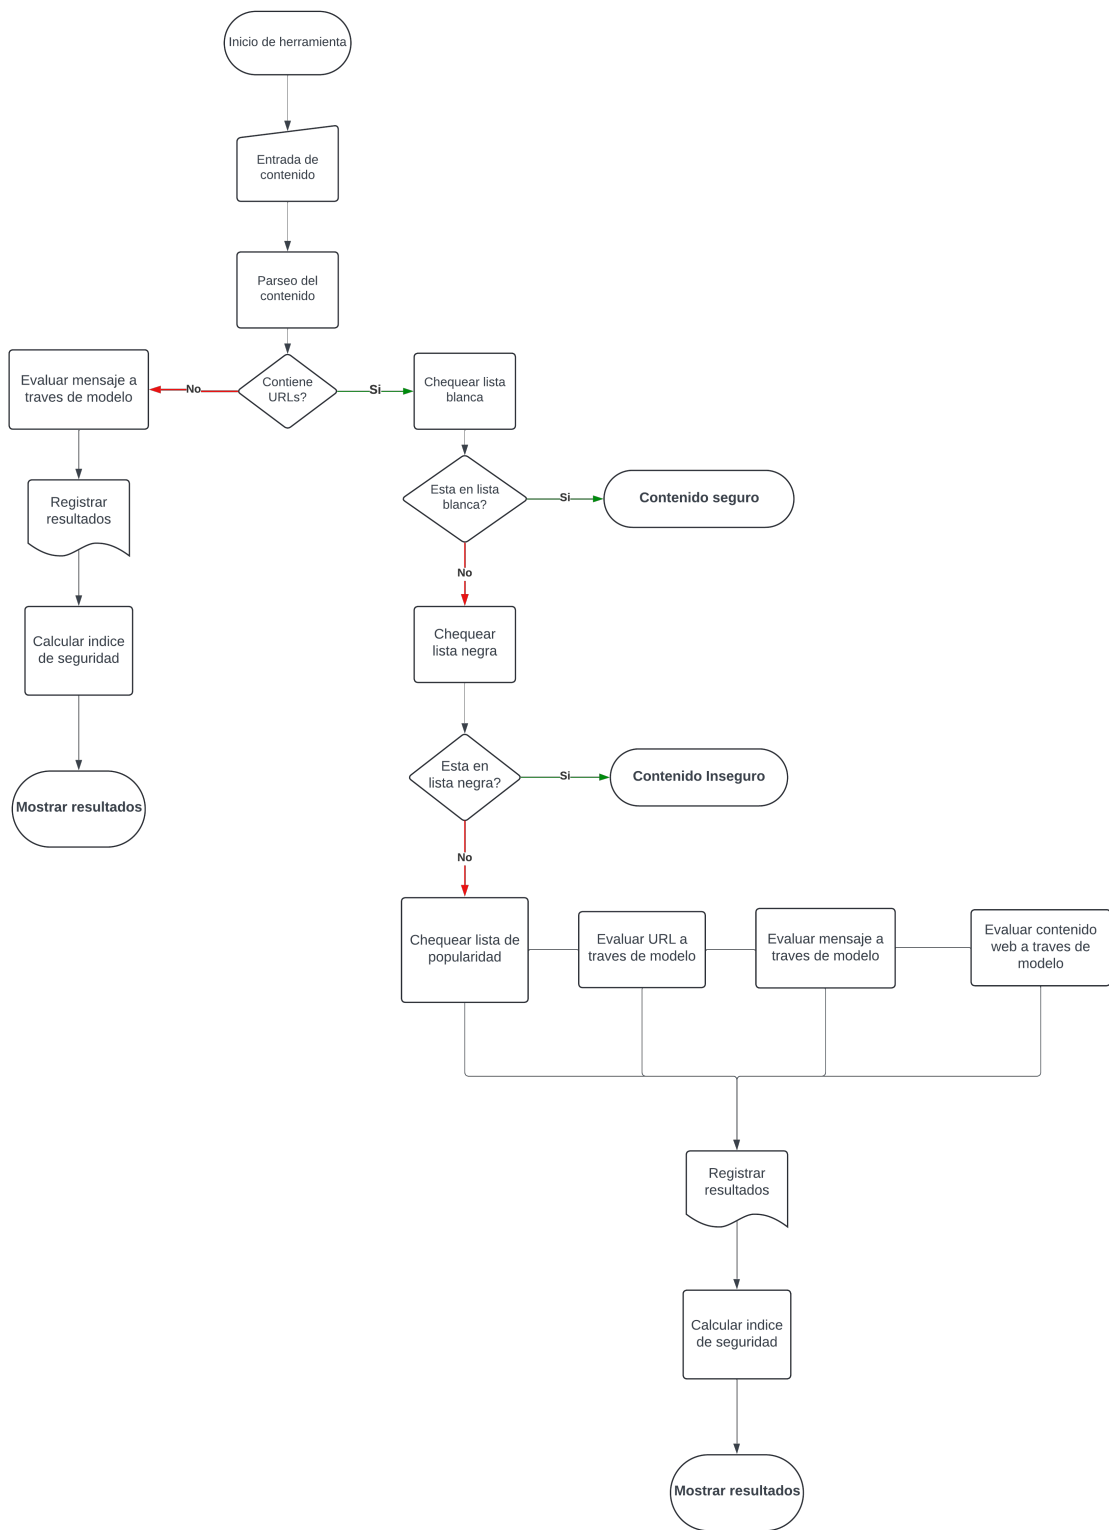 Inicio de herramienta
Entrada de
contenido
Parseo del
contenido
Contiene
URLs?
No
Si
Evaluar mensaje a
traves de modelo
Registrar
resultados
Calcular indice
de seguridad
Mostrar resultados
Chequear lista
blanca
Esta en lista
blanca?
Si
Contenido seguro
No
Chequear
lista negra
Esta en
lista negra?
Si
Contenido Inseguro
No
Chequear lista de
popularidad
Evaluar URL a
traves de modelo
Evaluar mensaje a
traves de modelo
Evaluar contenido
web a traves de
modelo
Registrar
resultados
Calcular indice
de seguridad
Mostrar resultados